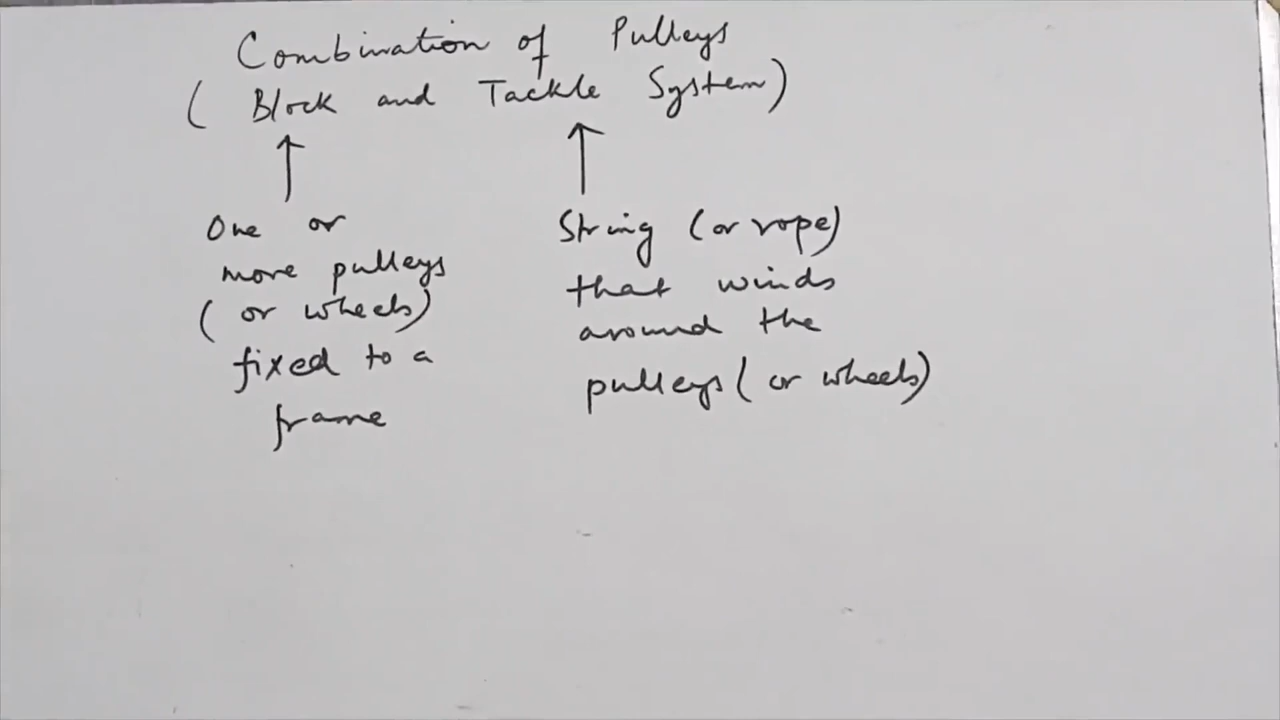 Combination of Pulleys
( Block and Tackle System)
One or
more pulleys
( or wheels)
fixed to a
frame
String (or rope)
that winds
around the
pulleys (or wheels)